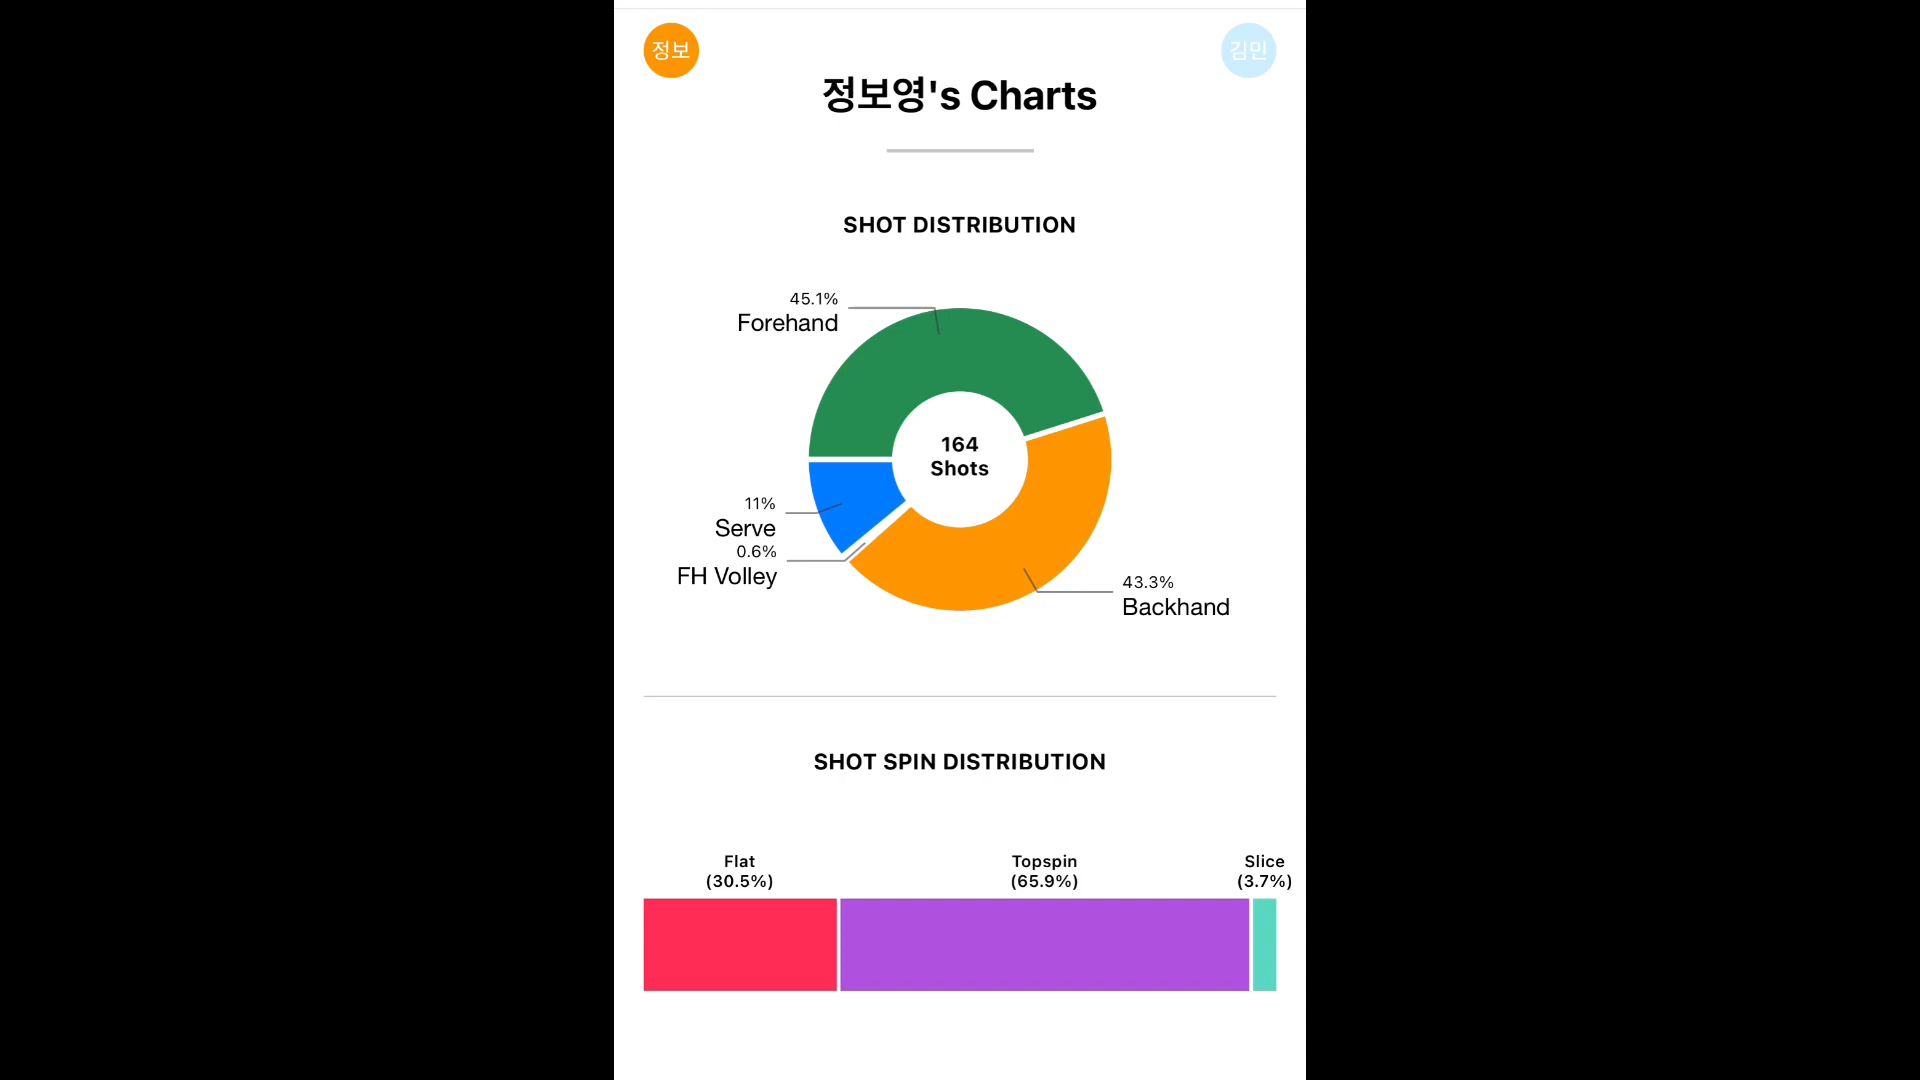 정보
김민
정보영's Charts
SHOT DISTRIBUTION
45.1%
Forehand
164
Shots
11%
Serve
0.6%
FH Volley
43.3%
Backhand
SHOT SPIN DISTRIBUTION
Flat
(30.5%)
Topspin
(65.9%)
Slice
(3.7%)